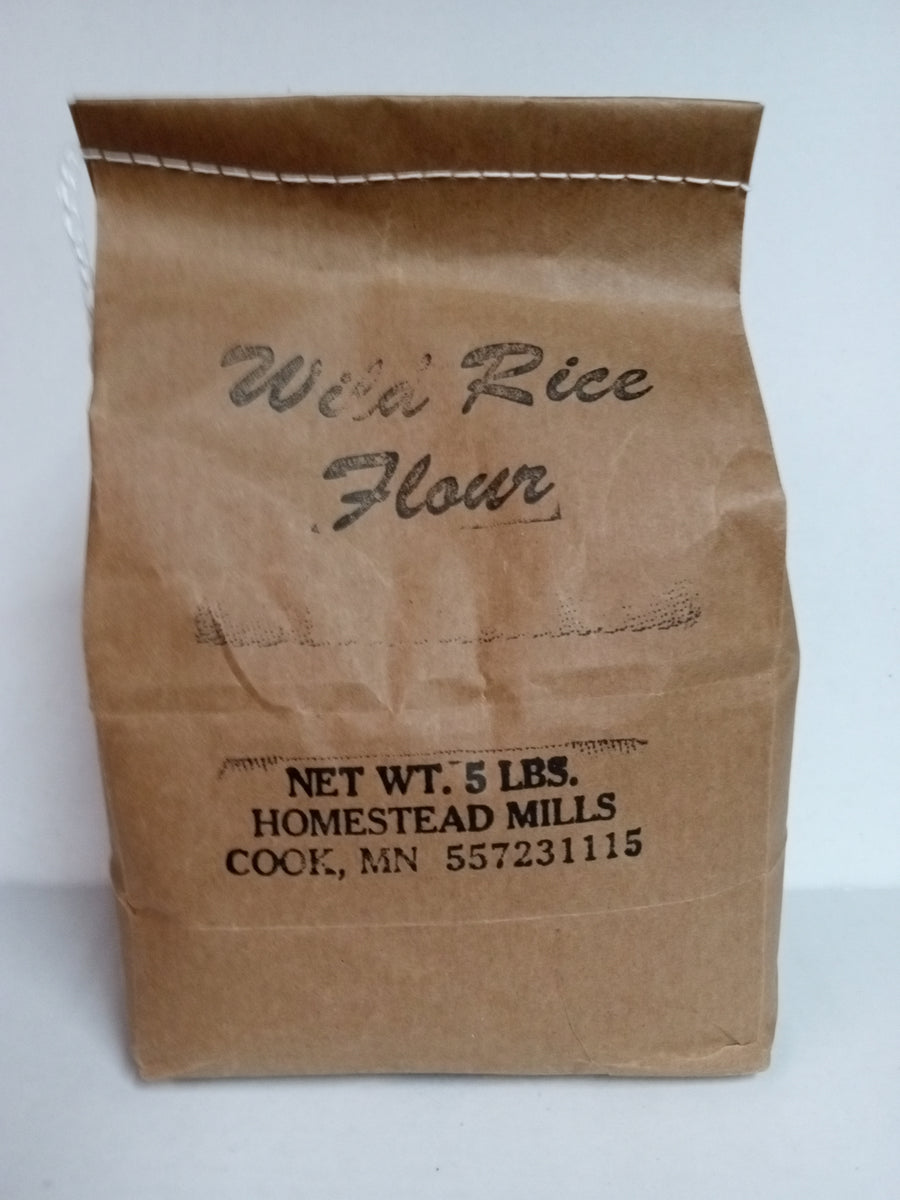 Wild Rice
Flour
NET WT. 5 LBS.
HOMESTEAD MILLS
COOK, MN 557231115